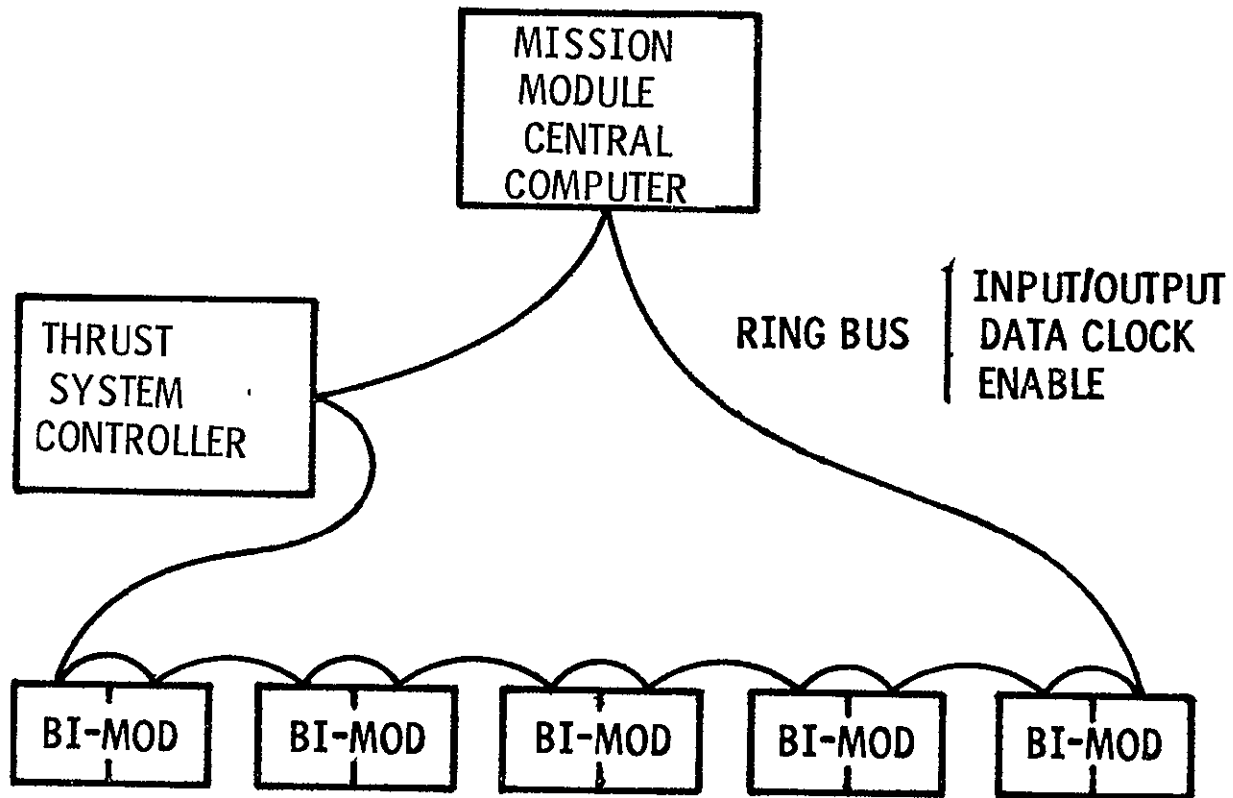 MISSION
MODULE
CENTRAL
COMPUTER
THRUST
SYSTEM
CONTROLLER
RING BUS
INPUT/OUTPUT
DATA CLOCK
ENABLE
BI-MOD
BI-MOD
BI-MOD
BI-MOD
BI-MOD